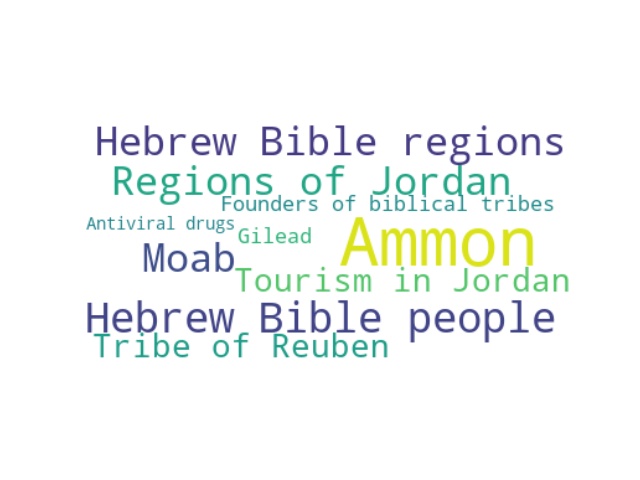 Hebrew Bible regions
Regions of Jordan
Founders of biblical tribes
Antiviral drugs
Gilead
Ammon
Moab
Tourism in Jordan
Hebrew Bible people
Tribe of Reuben